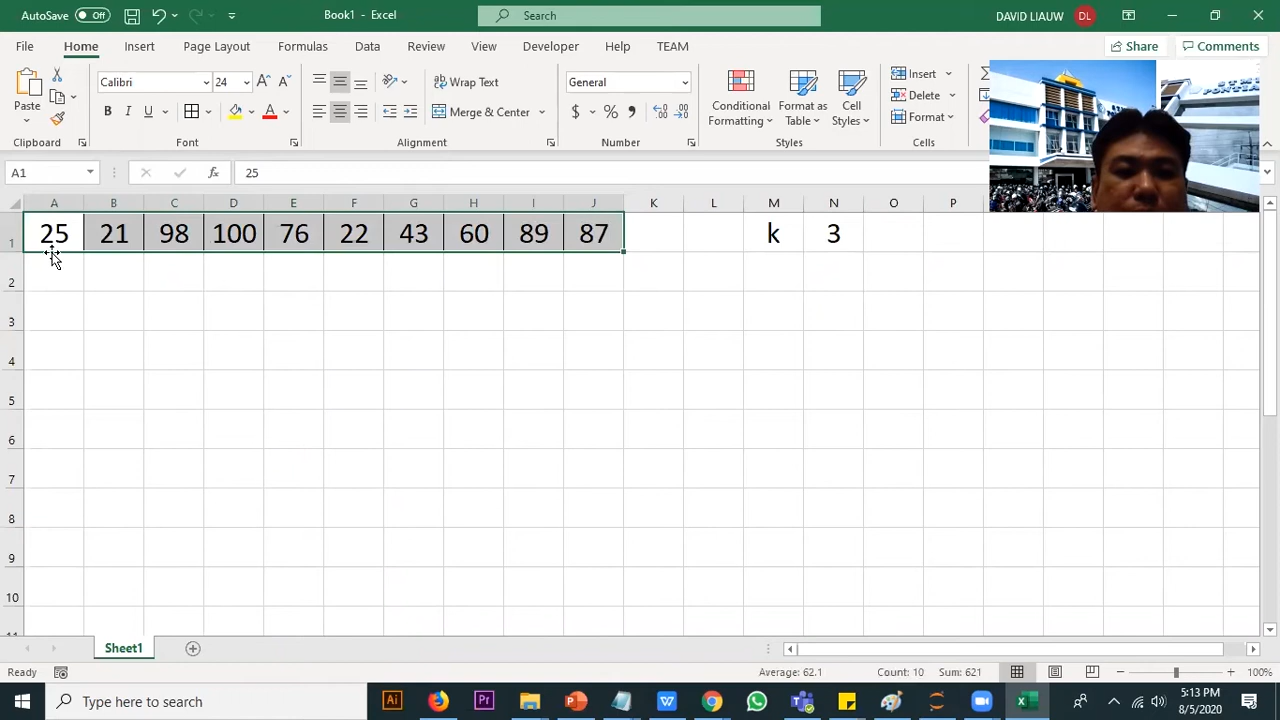 AutoSave Off Book1 - Excel Search DAVID LIAUW DL
File Home Insert Page Layout Formulas Data Review View Developer Help TEAM Share Comments
Paste Calibri 24 Wrap Text General Conditional Formatting Format as Table Cell Styles Insert
B I U Merge & Center $ % Delete
Format
Clipboard Font Alignment Number Styles Cells
A1 fx 25
A B C D E F G H I J K L M N O P
1 25 21 98 100 76 22 43 60 89 87 k 3
2
3
4
5
6
7
8
9
10
11
Sheet1
Ready Average: 62.1 Count: 10 Sum: 621 100%
Type here to search Ai Pr 5:13 PM
8/5/2020